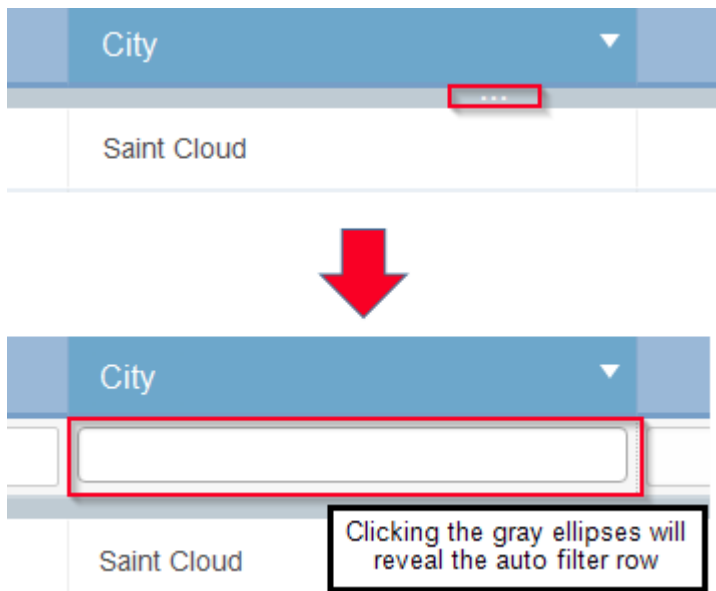 City
...
Saint Cloud
City
Saint Cloud
Clicking the gray ellipses will
reveal the auto filter row